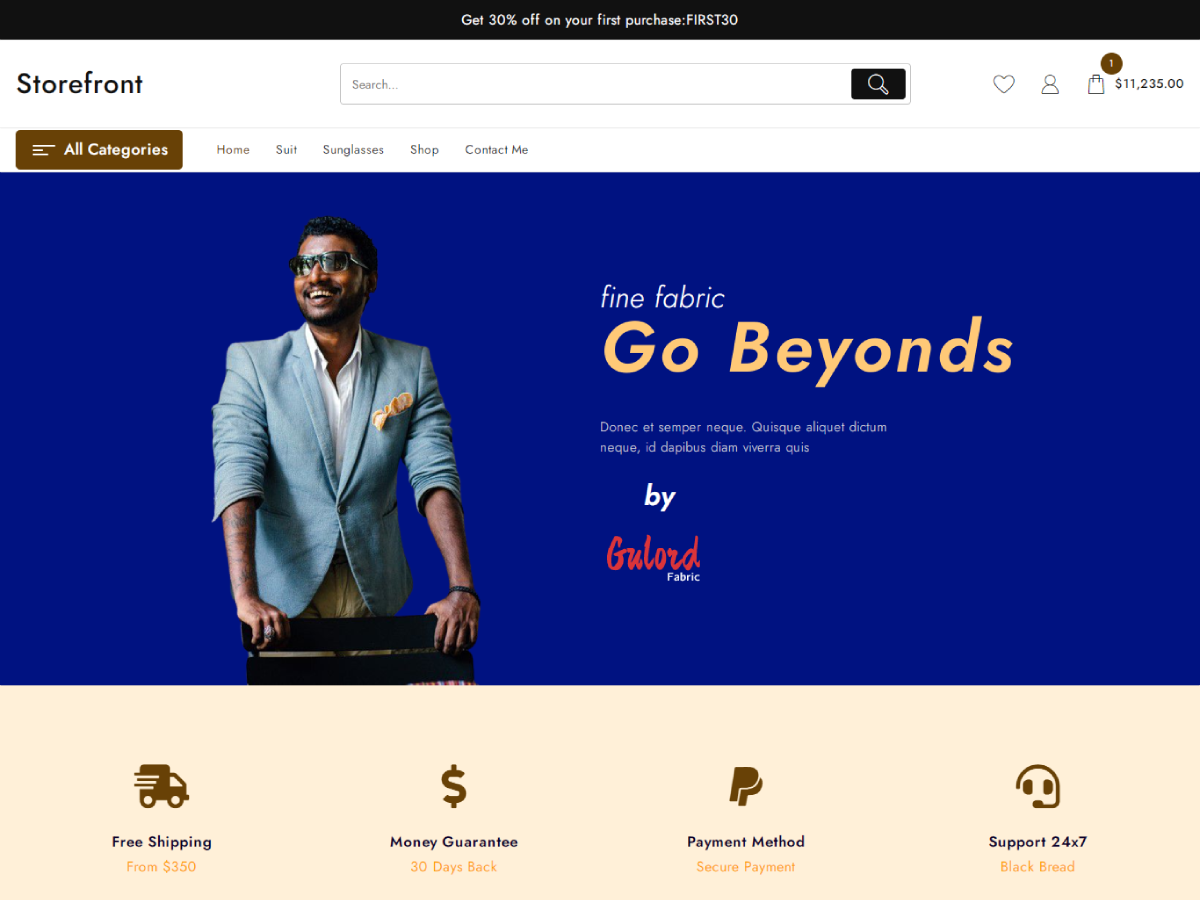 Get 30% off on your first purchase:FIRST30
Storefront
Search...
1
$11,235.00
All Categories
Home
Suit
Sunglasses
Shop
Contact Me
fine fabric
Go Beyonds
Donec et semper neque. Quisque aliquet dictum
neque, id dapibus diam viverra quis
by
Gulord
Fabric
Free Shipping
From $350
Money Guarantee
30 Days Back
Payment Method
Secure Payment
Support 24x7
Black Bread